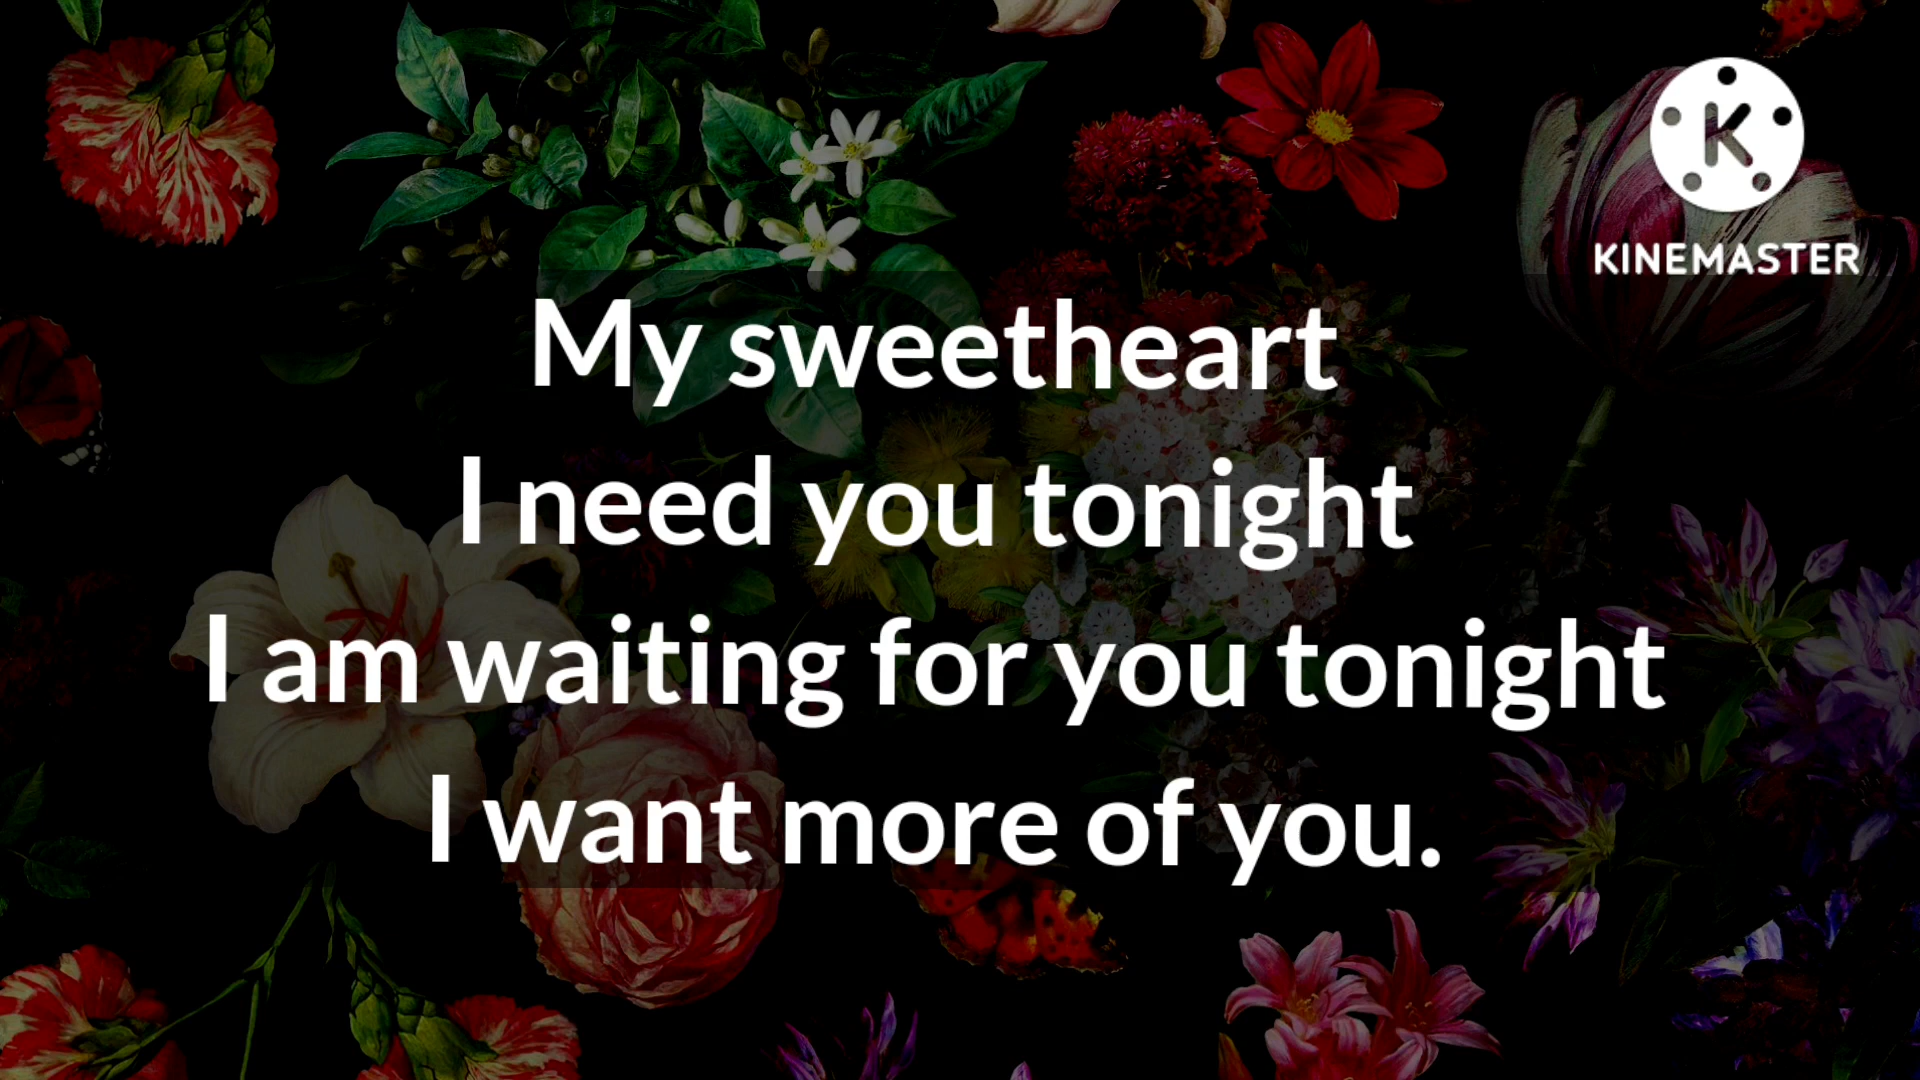 K
KINEMASTER
My sweetheart
I need you tonight
I am waiting for you tonight
I want more of you.